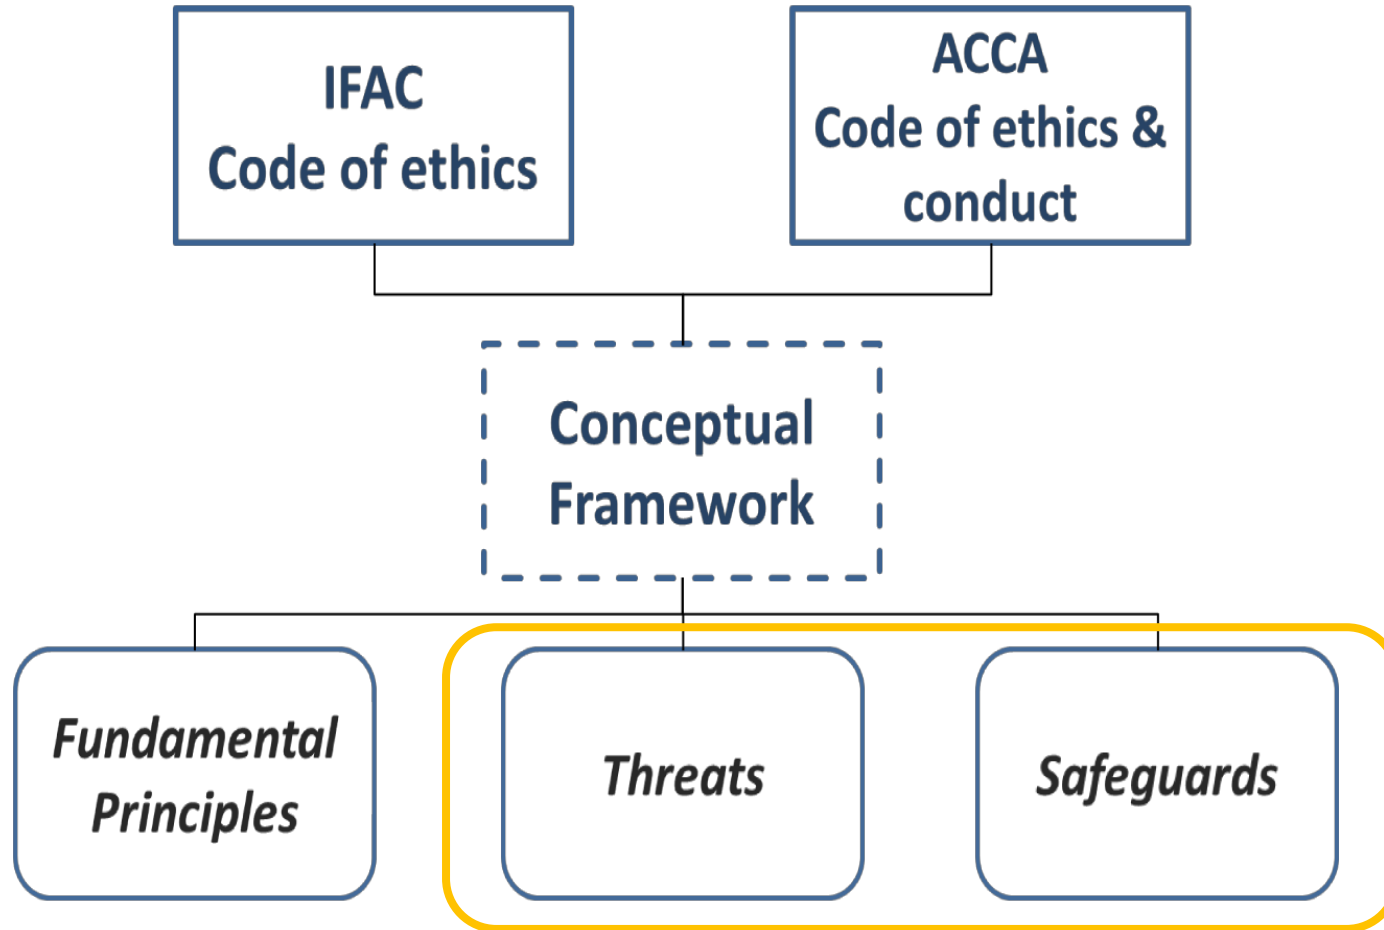 IFAC
Code of ethics
ACCA
Code of ethics &
conduct
Conceptual
Framework
Fundamental
Principles
Threats
Safeguards